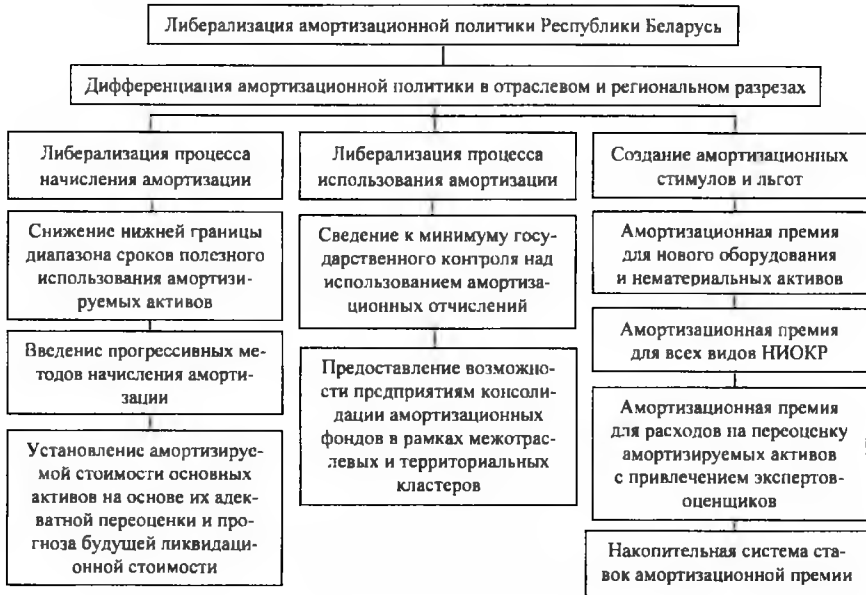 Либерализация амортизационной политики Республики Беларусь
Дифференциация амортизационной политики в отраслевом и региональном разрезах
Либерализация процесса
начисления амортизации
Снижение нижней границы
диапазона сроков полезного
использования амортизи-
руемых активов
Введение прогрессивных ме-
тодов начисления аморти-
зации
Установление амортизируе-
мой стоимости основных
активов на основе их адек-
ватной переоценки и про-
гноза будущей ликвидаци-
онной стоимости
Либерализация процесса
использования амортизации
Сведение к минимуму госу-
дарственного контроля над
использованием амортиза-
ционных отчислений
Предоставление возможно-
сти предприятиям консоли-
дации амортизационных
фондов в рамках межотрас-
левых и территориальных
кластеров
Создание амортизационных
стимулов и льгот
Амортизационная премия
для нового оборудования
и нематериальных активов
Амортизационная премия
для всех видов НИОКР
Амортизационная премия
для расходов на переоценку
амортизируемых активов
с привлечением экспертов-
оценщиков
Накопительная система ста-
вок амортизационной премии